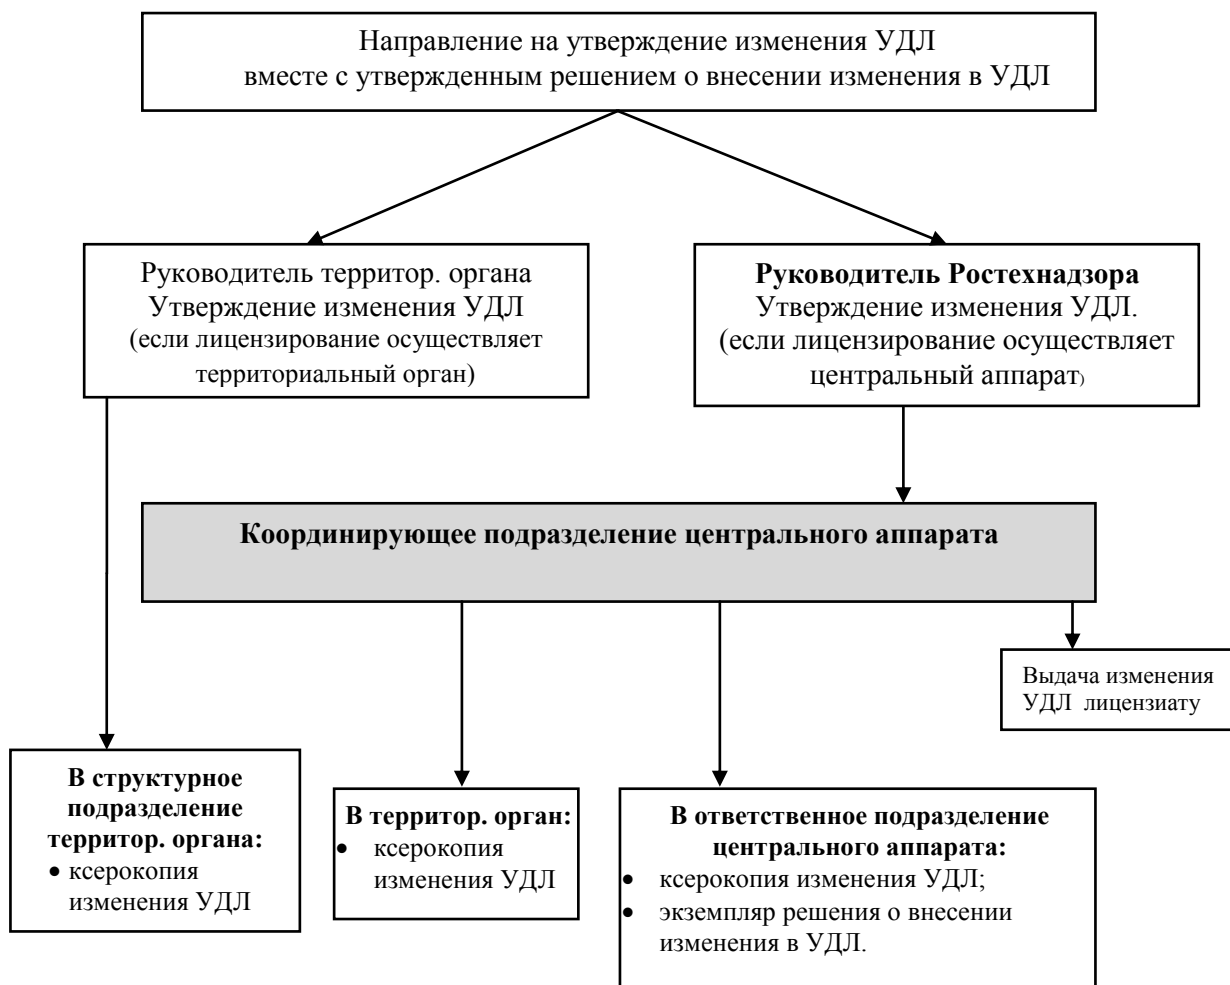 Направление на утверждение изменения УДЛ
вместе с утвержденным решением о внесении изменения в УДЛ
Руководитель территор. органа
Утверждение изменения УДЛ
(если лицензирование осуществляет
территориальный орган)
Руководитель Ростехнадзора
Утверждение изменения УДЛ.
(если лицензирование осуществляет
центральный аппарат)
Координирующее подразделение центрального аппарата
Выдача изменения
УДЛ лицензиату
В структурное
подразделение
территор. органа:
• ксерокопия
изменения УДЛ
В территор. орган:
• ксерокопия
изменения УДЛ
В ответственное подразделение
центрального аппарата:
• ксерокопия изменения УДЛ;
• экземпляр решения о внесении
изменения в УДЛ.